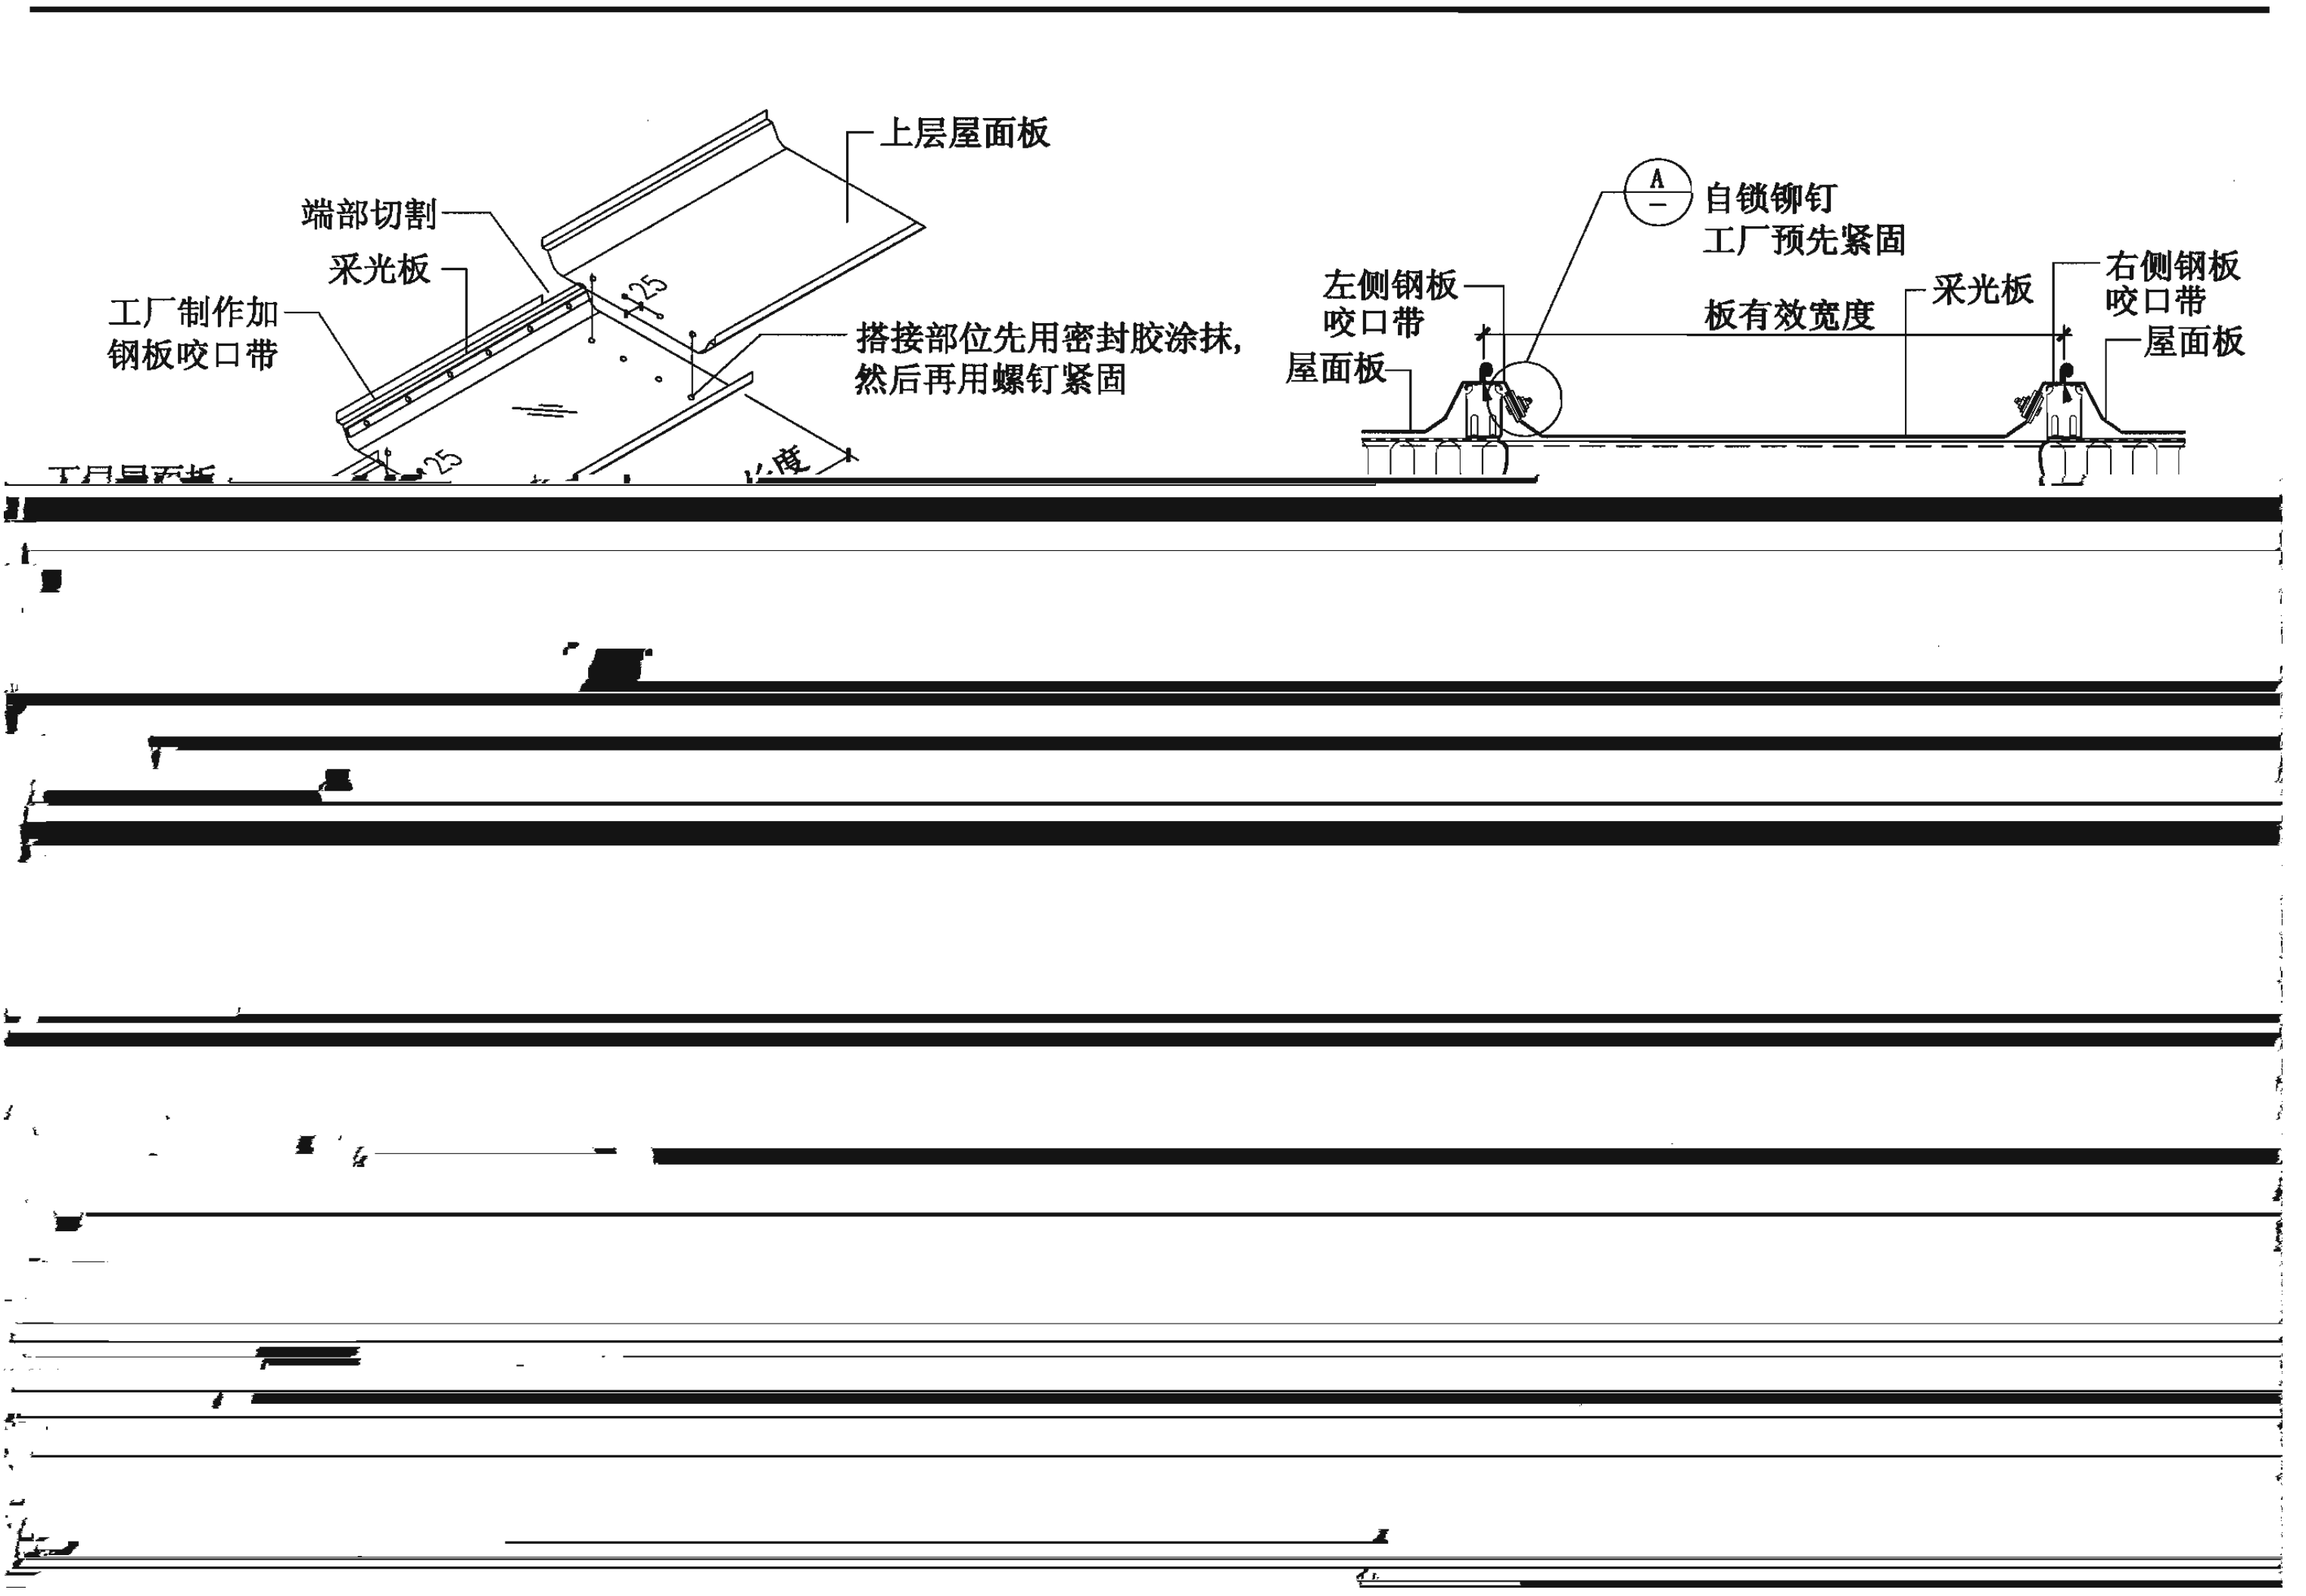 上层屋面板
端部切割
采光板
工厂制作加
钢板咬口带
25
搭接部位先用密封胶涂抹,
然后再用螺钉紧固
25
度
A
自锁铆钉
工厂预先紧固
左侧钢板
咬口带
屋面板
板有效宽度
采光板
右侧钢板
咬口带
屋面板